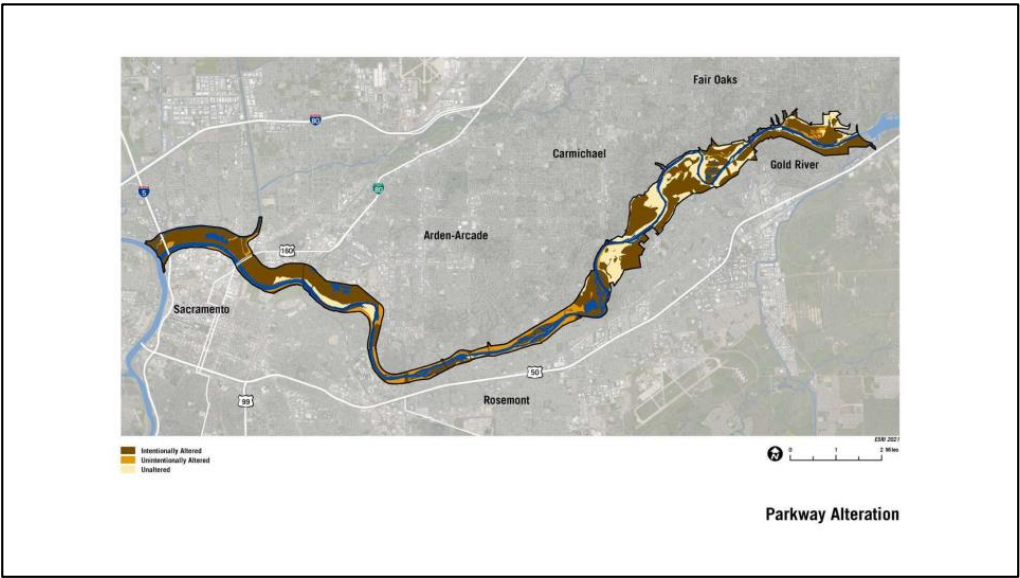 Fair Oaks
80
Carmichael
Gold River
80
5
Arden-Arcade
160
Sacramento
50
Rosemont
99
ESRI 2021
Intentionally Altered
Unintentionally Altered
Unaltered
N
0 1 2 Miles
Parkway Alteration